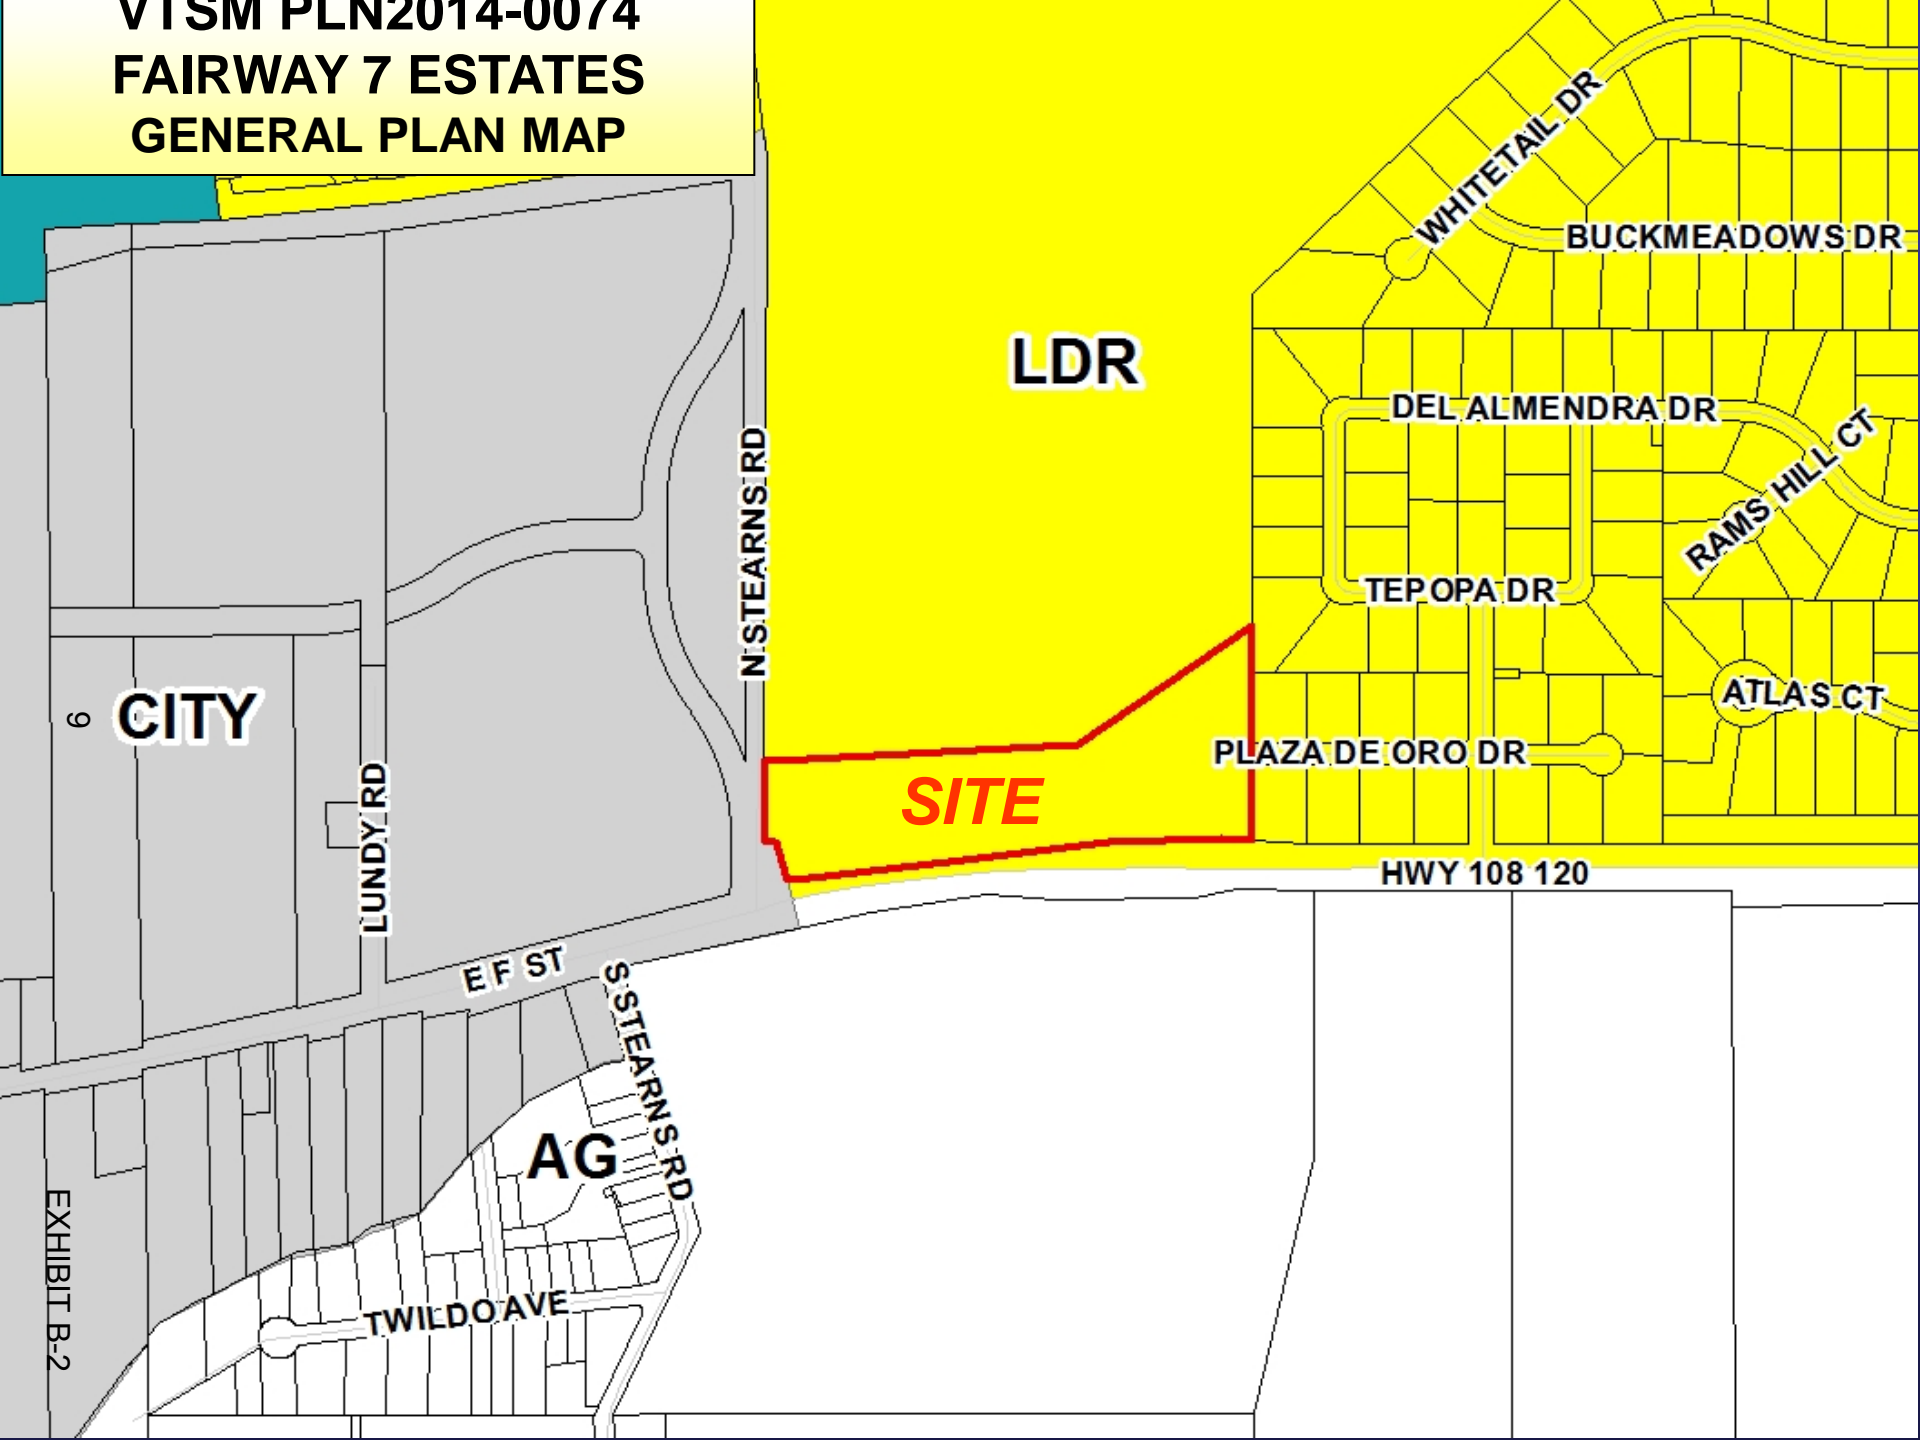 VTSM PLN2014-0074
FAIRWAY 7 ESTATES
GENERAL PLAN MAP
WHITETAIL DR
BUCKMEADOWS DR
LDR
DEL ALMENDRA DR
RAMS HILL CT
N STEARNS RD
TEPOPA DR
ATLAS CT
CITY
9
PLAZA DE ORO DR
SITE
LUNDY RD
HWY 108 120
E F ST
S STEARNS RD
AG
EXHIBIT B-2
TWILDO AVE